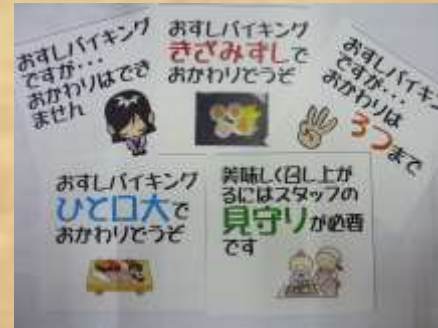 おすしバイキング
ですが・・・
おかわりはでき
ません
おすしバイキング
きざみずしで
おかわりどうぞ
おすしバイキング
ですが・・・
おかわりは
3つまで
おすしバイキング
ひと口大で
おかわりどうぞ
美味しく召し上が
るにはスタッフの
見守りが必要
です